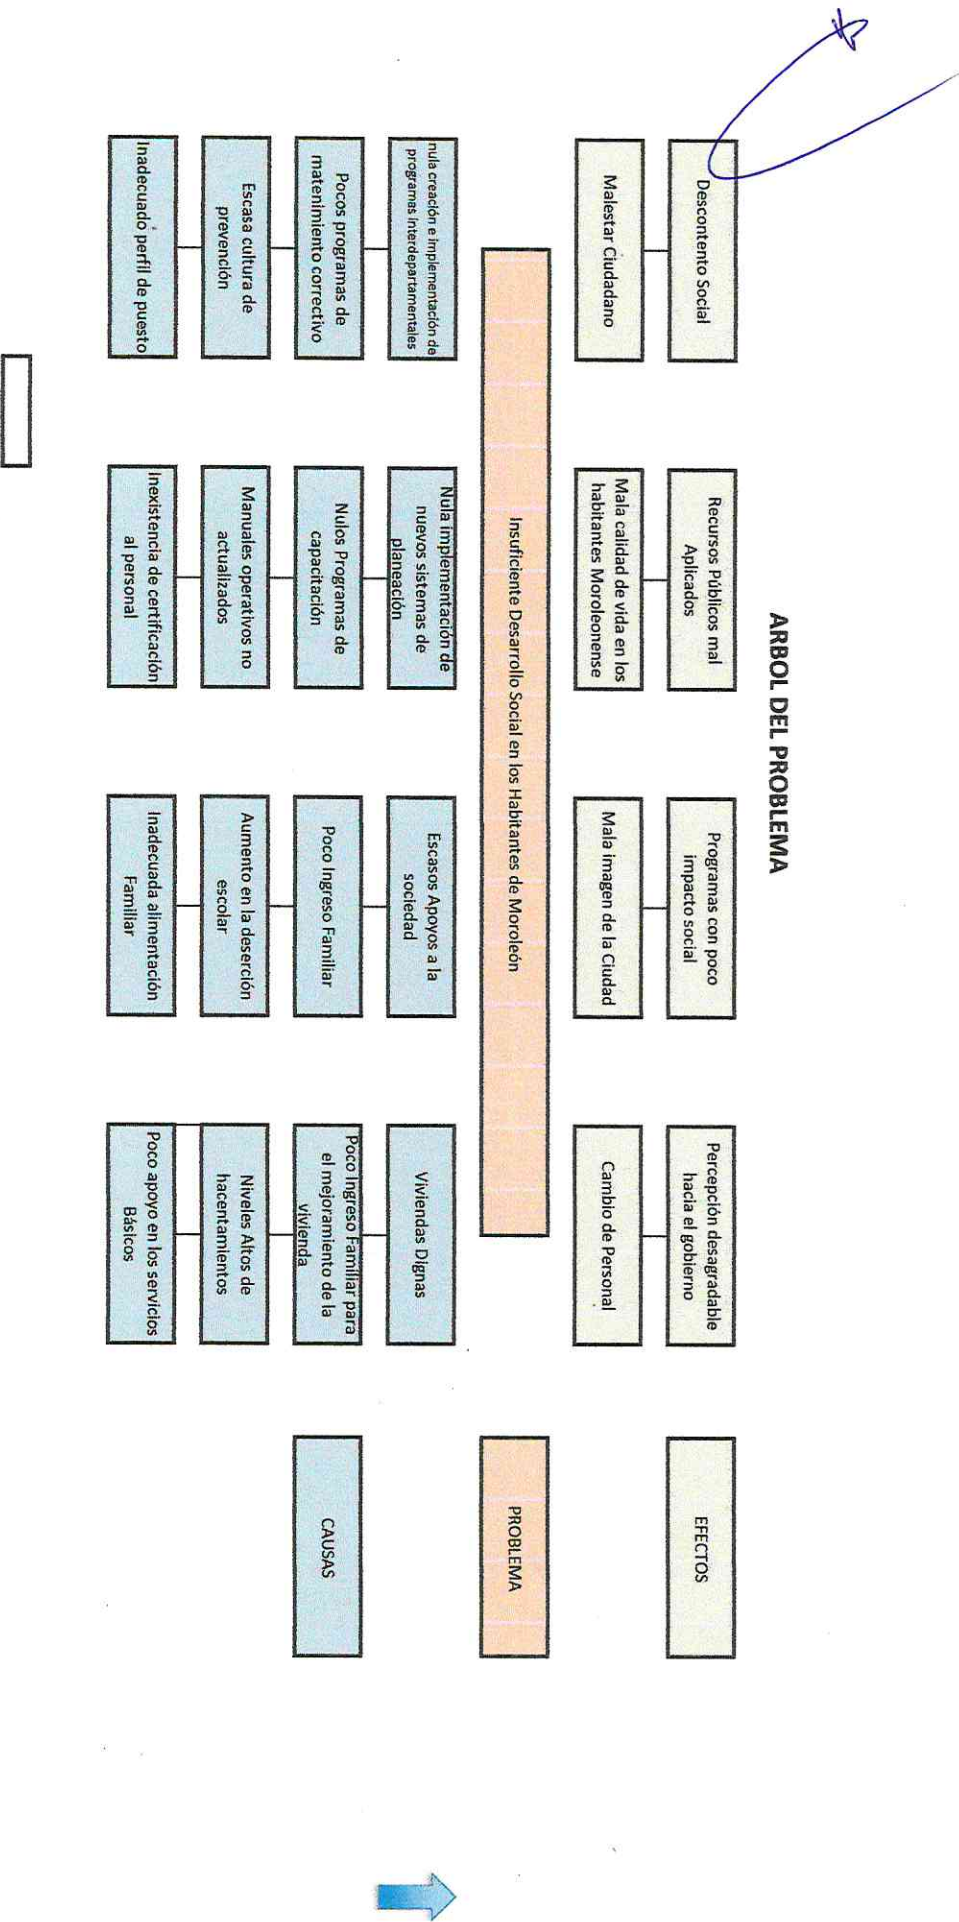 ARBOL DEL PROBLEMA
Descontento Social
Recursos Públicos mal
Aplicados
Programas con poco
impacto social
Percepción desagradable
hacia el gobierno
EFECTOS
Malestar Ciudadano
Mala calidad de vida en los
habitantes Moroleonense
Mala imagen de la Ciudad
Cambio de Personal
Insuficiente Desarrollo Social en los Habitantes de Moroleón
PROBLEMA
nula creación e implementación de
programas interdepartamentales
Nula implementación de
nuevos sistemas de
planeación
Escasos Apoyos a la
sociedad
Viviendas Dignas
Pocos programas de
matenimiento correctivo
Nulos Programas de
capacitación
Poco Ingreso Familiar
Poco Ingreso Familiar para
el mejoramiento de la
vivienda
CAUSAS
Escasa cultura de
prevención
Manuales operativos no
actualizados
Aumento en la deserción
escolar
Niveles Altos de
hacentamientos
Inadecuado perfil de puesto
Inexistencia de certificación
al personal
Inadecuada alimentación
Familiar
Poco apoyo en los servicios
Básicos